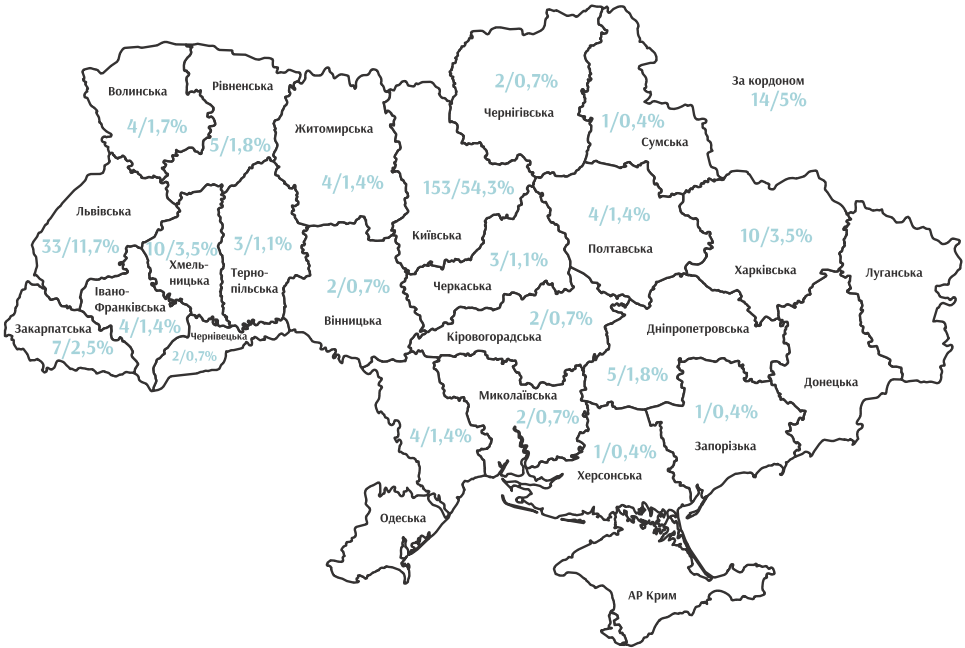 2/0,7%
Чернігівська
За кордоном
14/5%
Волинська
4/1,7%
Рівненська
5/1,8%
Житомирська
4/1,4%
1/0,4%
Сумська
153/54,3%
Київська
Львівська
33/11,7%
10/3,5%
Хмель-
ницька
3/1,1%
Терно-
пільська
4/1,4%
Полтавська
10/3,5%
Харківська
Луганська
3/1,1%
Черкаська
Івано-
Франківська
4/1,4%
Закарпатська
7/2,5%
Чернівецька
2/0,7%
2/0,7%
Вінницька
2/0,7%
Кіровоградська
Дніпропетровська
5/1,8%
Донецька
Миколаївська
2/0,7%
4/1,4%
Одеська
1/0,4%
Херсонська
1/0,4%
Запорізька
АР Крим